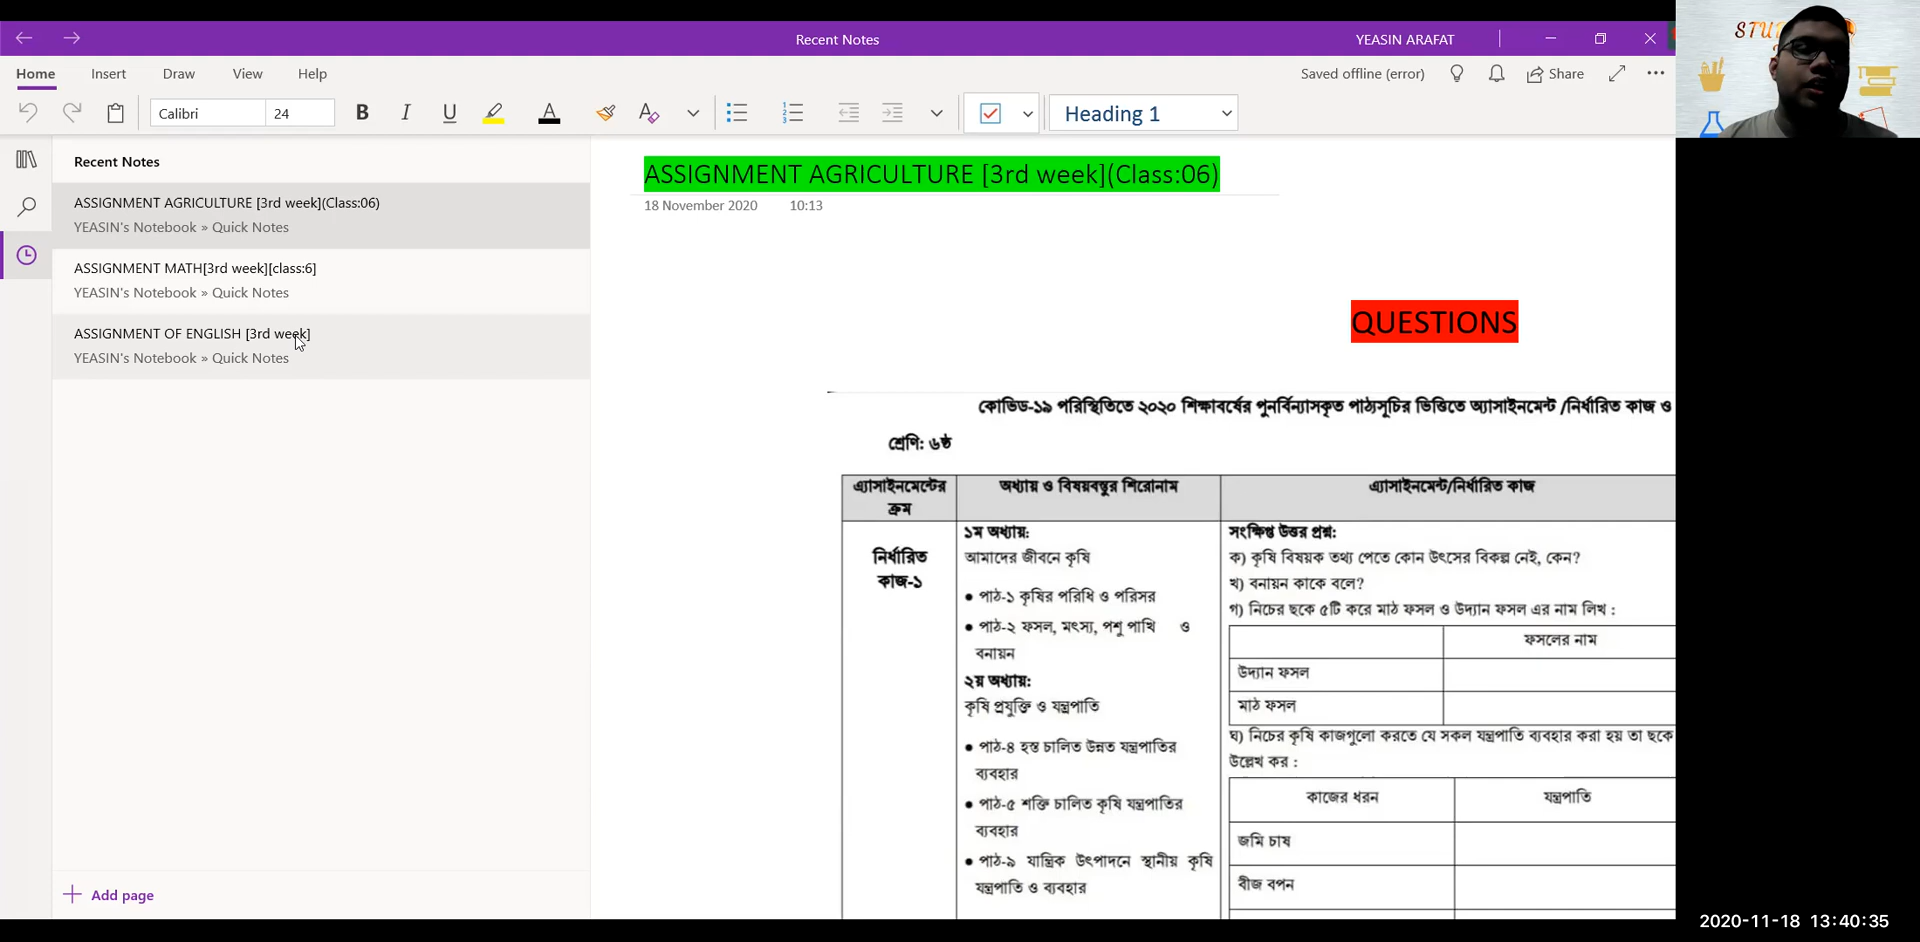 Recent Notes
YEASIN ARAFAT
Home
Insert
Draw
View
Help
Saved offline (error)
Share
Calibri
24
B
I
U
A
A
Heading 1
Recent Notes
ASSIGNMENT AGRICULTURE [3rd week](Class:06)
YEASIN's Notebook » Quick Notes
ASSIGNMENT MATH[3rd week][class:6]
YEASIN's Notebook » Quick Notes
ASSIGNMENT OF ENGLISH [3rd week]
YEASIN's Notebook » Quick Notes
Add page
ASSIGNMENT AGRICULTURE [3rd week](Class:06)
18 November 2020 10:13
QUESTIONS
কোভিড-১৯ পরিস্থিতিতে ২০২০ শিক্ষাবর্ষের পুনর্বিন্যাসকৃত পাঠ্যসূচির ভিত্তিতে অ্যাসাইনমেন্ট /নির্ধারিত কাজ ও
শ্রেণি: ৬ষ্ঠ
এ্যাসাইনমেন্টের
ক্রম
অধ্যায় ও বিষয়বস্তুর শিরোনাম
এ্যাসাইনমেন্ট/নির্ধারিত কাজ
নির্ধারিত
কাজ-১
১ম অধ্যায়:
আমাদের জীবনে কৃষি
• পাঠ-১ কৃষির পরিধি ও পরিসর
• পাঠ-২ ফসল, মৎস্য, পশু পাখি ও
বনায়ন
২য় অধ্যায়:
কৃষি প্রযুক্তি ও যন্ত্রপাতি
• পাঠ-৪ হস্ত চালিত উন্নত যন্ত্রপাতির
ব্যবহার
• পাঠ-৫ শক্তি চালিত কৃষি যন্ত্রপাতির
ব্যবহার
• পাঠ-৯ যান্ত্রিক উৎপাদনে স্থানীয় কৃষি
যন্ত্রপাতি ও ব্যবহার
সংক্ষিপ্ত উত্তর প্রশ্ন:
ক) কৃষি বিষয়ক তথ্য পেতে কোন উৎসের বিকল্প নেই, কেন?
খ) বনায়ন কাকে বলে?
গ) নিচের ছকে ৫টি করে মাঠ ফসল ও উদ্যান ফসল এর নাম লিখ :
ফসলের নাম
উদ্যান ফসল
মাঠ ফসল
ঘ) নিচের কৃষি কাজগুলো করতে যে সকল যন্ত্রপাতি ব্যবহার করা হয় তা ছকে
উল্লেখ কর :
কাজের ধরন
যন্ত্রপাতি
জমি চাষ
বীজ বপন
2020-11-18 13:40:35